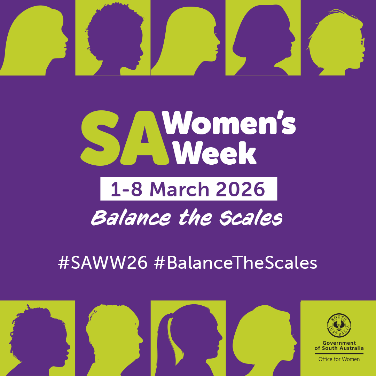 SA Women's
Week
1-8 March 2026
Balance the Scales
#SAWW26 #BalanceTheScales
Government
of South Australia
Office for Women